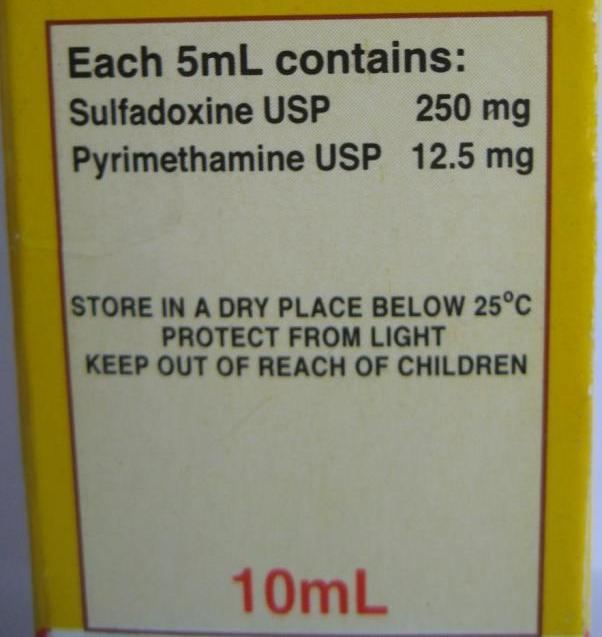 Each 5mL contains:
Sulfadoxine USP 250 mg
Pyrimethamine USP 12.5 mg
STORE IN A DRY PLACE BELOW 25°C
PROTECT FROM LIGHT
KEEP OUT OF REACH OF CHILDREN
10mL